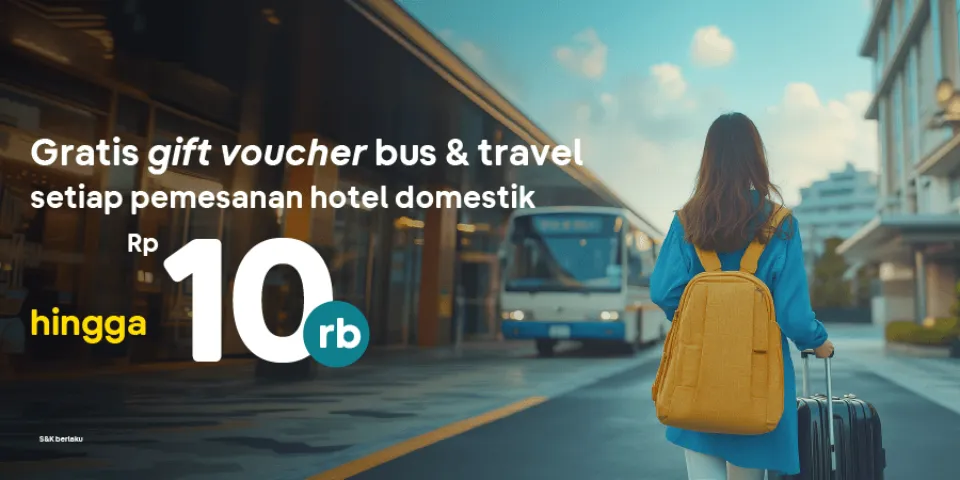 Gratis gift voucher bus & travel
setiap pemesanan hotel domestik
hingga Rp 10 rb
S&K berlaku